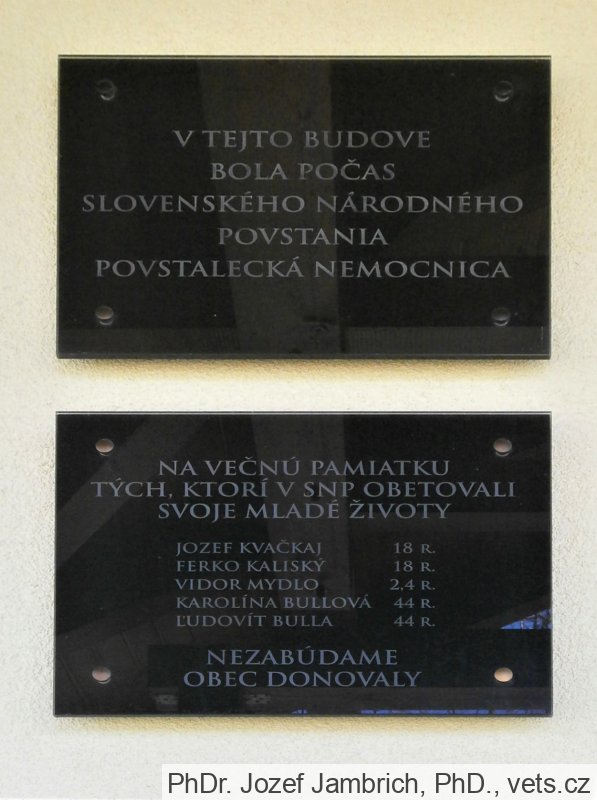 V TEJTO BUDOVE
BOLA POČAS
SLOVENSKÉHO NÁRODNÉHO
POVSTANIA
POVSTALECKÁ NEMOCNICA
NA VEČNÚ PAMIATKU
TÝCH, KTORÍ V SNP OBETOVALI
SVOJE MLADÉ ŽIVOTY
JOZEF KVAČKAJ 18 R.
FERKO KALISKÝ 18 R.
VIDOR MYDLO 2,4 R.
KAROLÍNA BULLOVÁ 44 R.
ĽUDOVÍT BULLA 44 R.
NEZABÚDAME
OBEC DONOVALY
PhDr. Jozef Jambrich, PhD., vets.cz